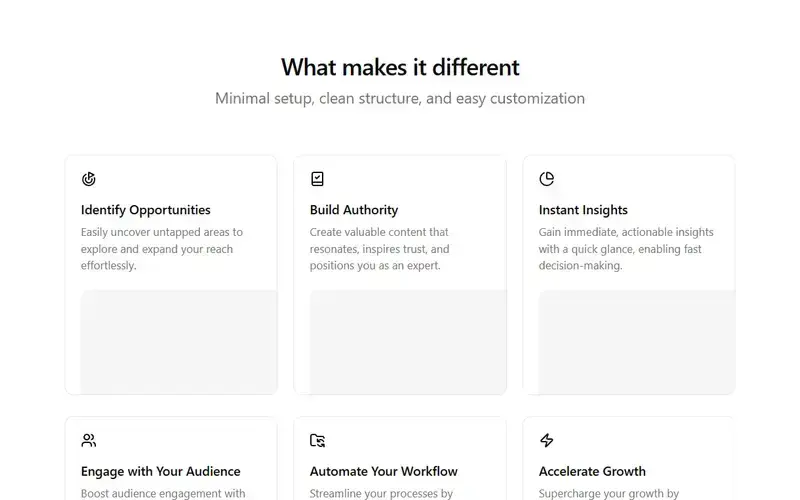 What makes it different
Minimal setup, clean structure, and easy customization
Identify Opportunities
Easily uncover untapped areas to
explore and expand your reach
effortlessly.
Build Authority
Create valuable content that
resonates, inspires trust, and
positions you as an expert.
Instant Insights
Gain immediate, actionable insights
with a quick glance, enabling fast
decision-making.
Engage with Your Audience
Boost audience engagement with
Automate Your Workflow
Streamline your processes by
Accelerate Growth
Supercharge your growth by